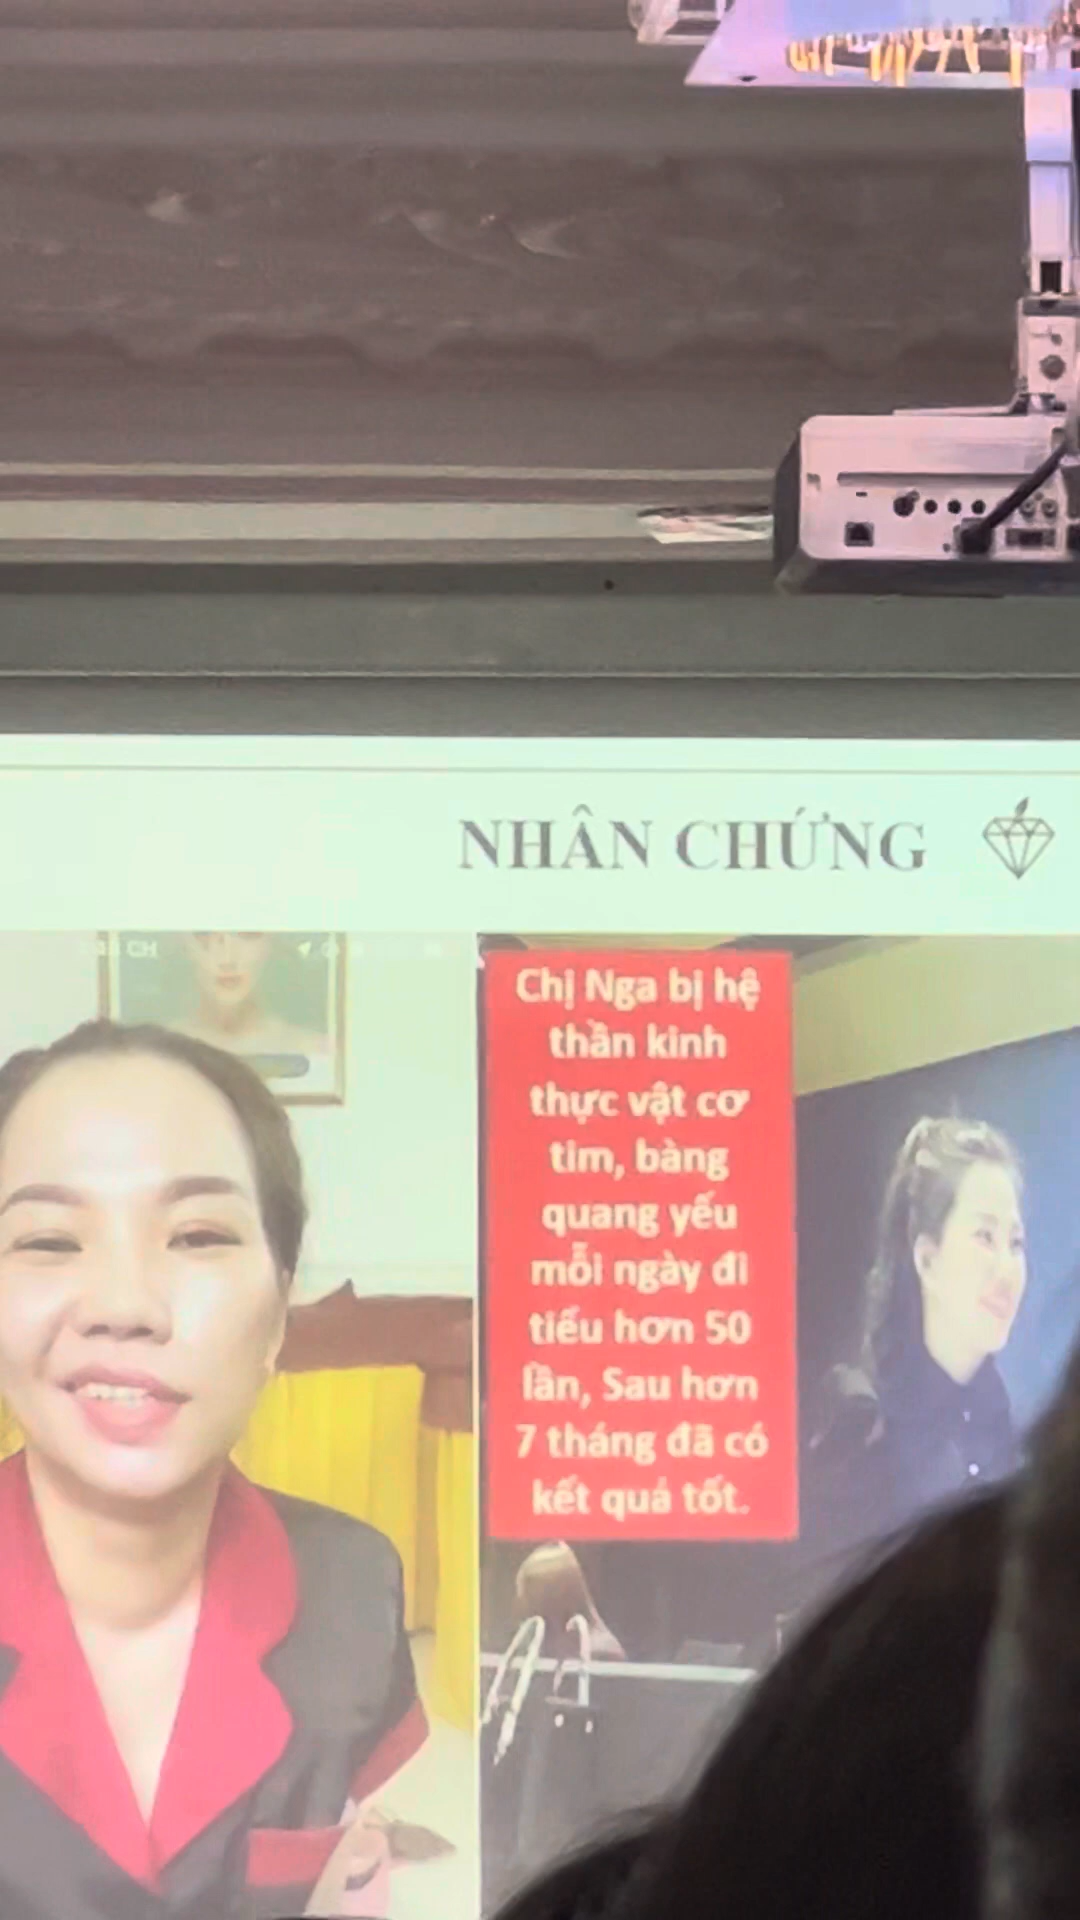 NHÂN CHỨNG
CH
Chị Nga bị hệ
thần kinh
thực vật cơ
tim, bàng
quang yếu
mỗi ngày đi
tiểu hơn 50
lần, Sau hơn
7 tháng đã có
kết quả tốt.